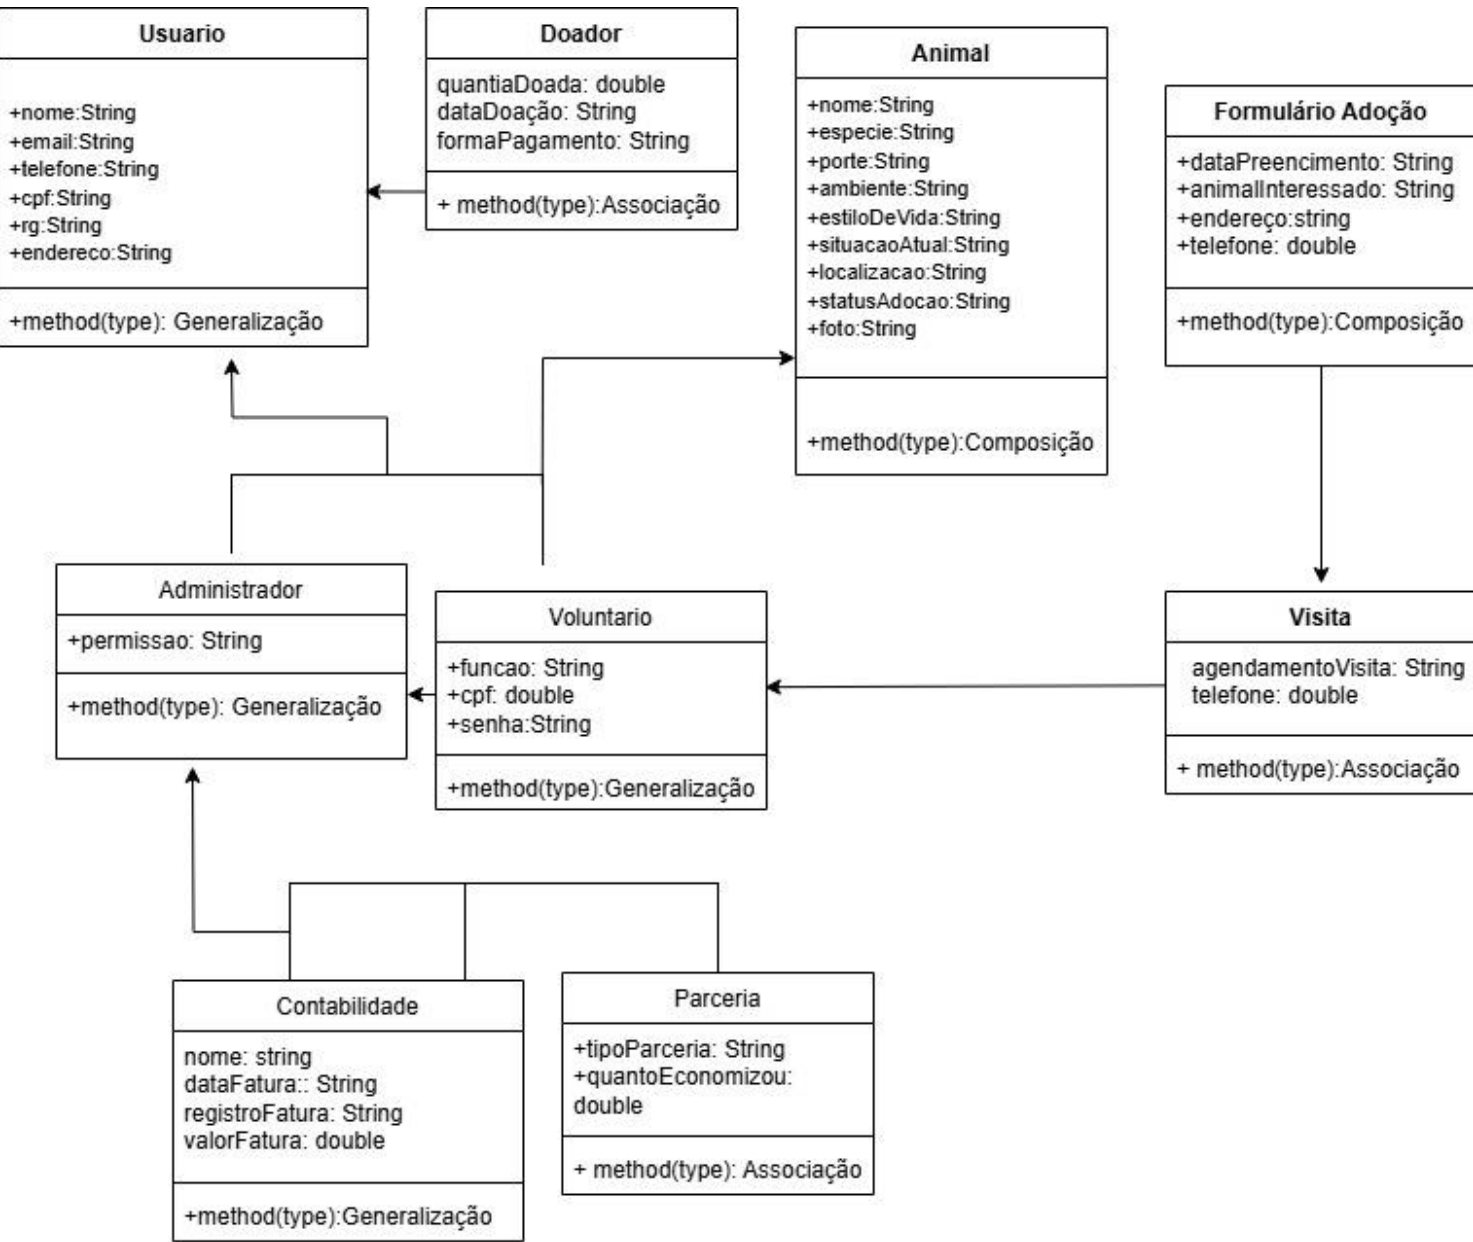 Usuario
+nome:String
+email:String
+telefone:String
+cpf:String
+rg:String
+endereco:String
+method(type): Generalização
Doador
quantiaDoada: double
dataDoação: String
formaPagamento: String
+ method(type):Associação
Animal
+nome:String
+especie:String
+porte:String
+ambiente:String
+estiloDeVida:String
+situacaoAtual:String
+localizacao:String
+statusAdocao:String
+foto:String
+method(type):Composição
Formulário Adoção
+dataPreencimento: String
+animalInteressado: String
+endereço:string
+telefone: double
+method(type):Composição
Administrador
+permissao: String
+method(type): Generalização
Voluntario
+funcao: String
+cpf: double
+senha:String
+method(type):Generalização
Visita
agendamentoVisita: String
telefone: double
+ method(type):Associação
Contabilidade
nome: string
dataFatura:: String
registroFatura: String
valorFatura: double
+method(type):Generalização
Parceria
+tipoParceria: String
+quantoEconomizou:
double
+ method(type): Associação